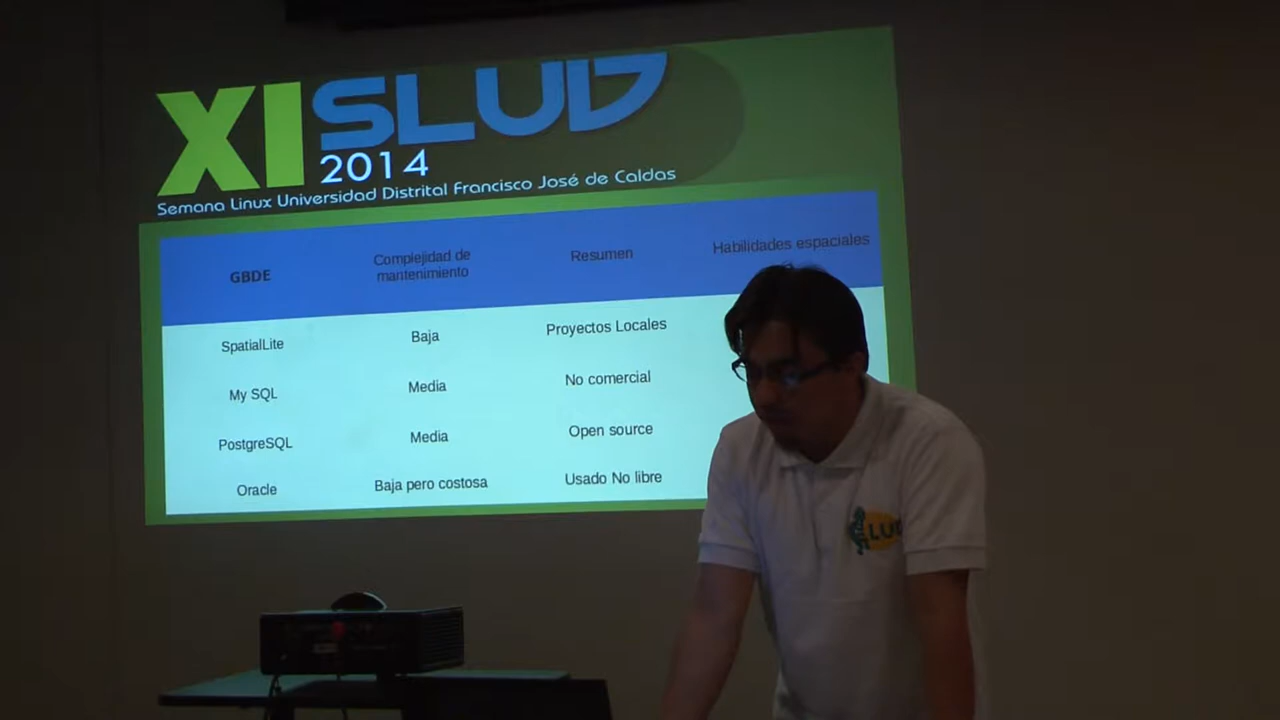 XI SLUD
2014
Semana Linux Universidad Distrital Francisco José de Caldas
GBDE Complejidad de mantenimiento Resumen Habilidades espaciales
SpatialLite Baja Proyectos Locales
My SQL Media No comercial
PostgreSQL Media Open source
Oracle Baja pero costosa Usado No libre